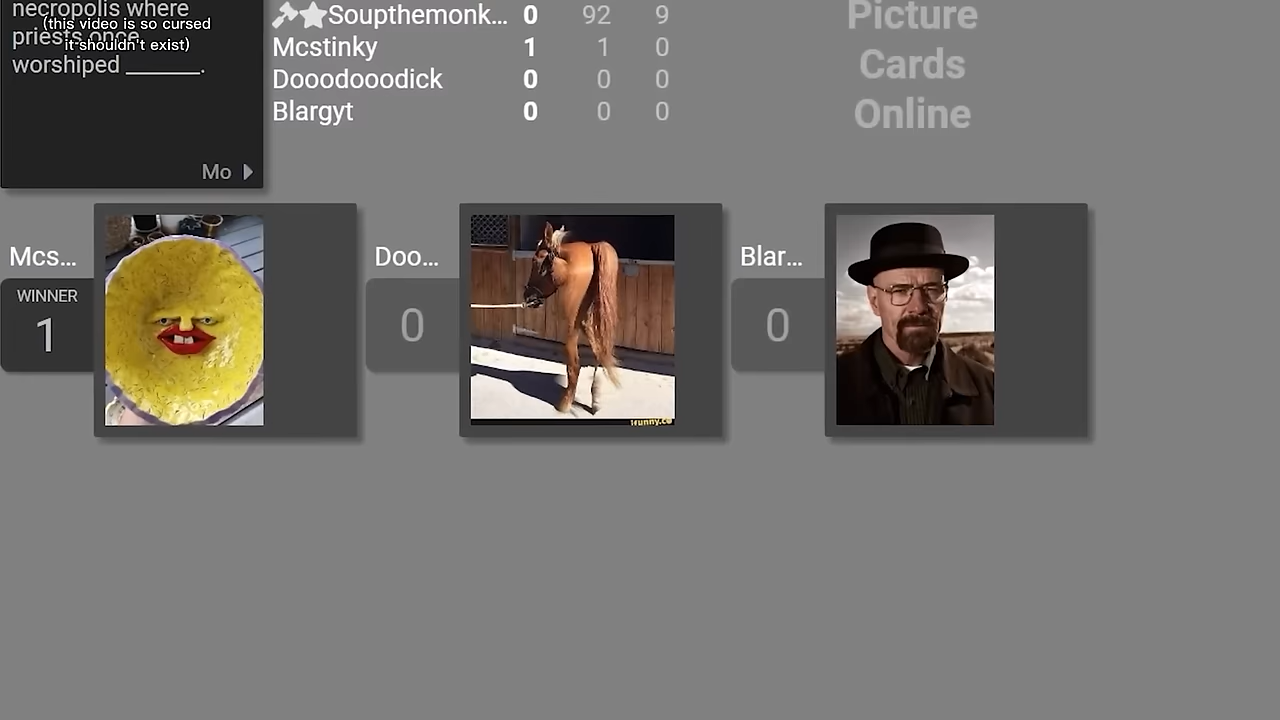 necropolis where
(this video is so cursed
priests once
it shouldn't exist)
worshiped ______.
Mo
Soupthemonk... 0 92 9
Mcstinky 1 1 0
Dooodooodick 0 0 0
Blargyt 0 0 0
Picture
Cards
Online
Mcs...
WINNER
1
Doo...
0
ifunny.co
Blar...
0